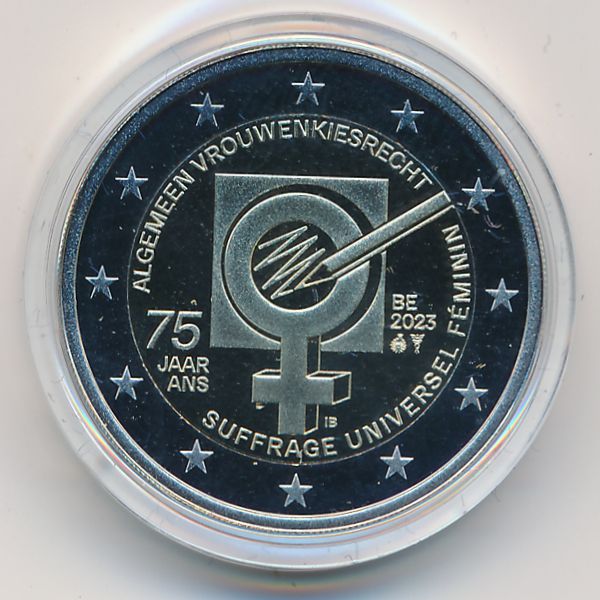 ALGEMEEN VROUWENKIESRECHT
75
JAAR
ANS
BE
2023
IB
SUFFRAGE UNIVERSEL FÉMININ